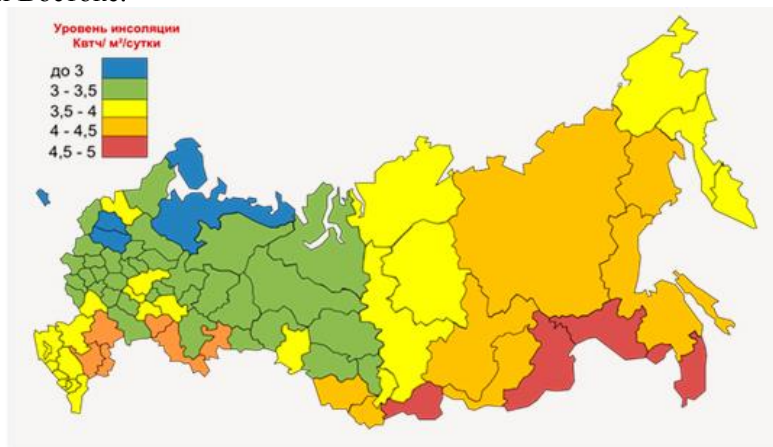 и Востоке.
Уровень инсоляции
Квтч/ м²/сутки
до 3
3 - 3,5
3,5 - 4
4 - 4,5
4,5 - 5